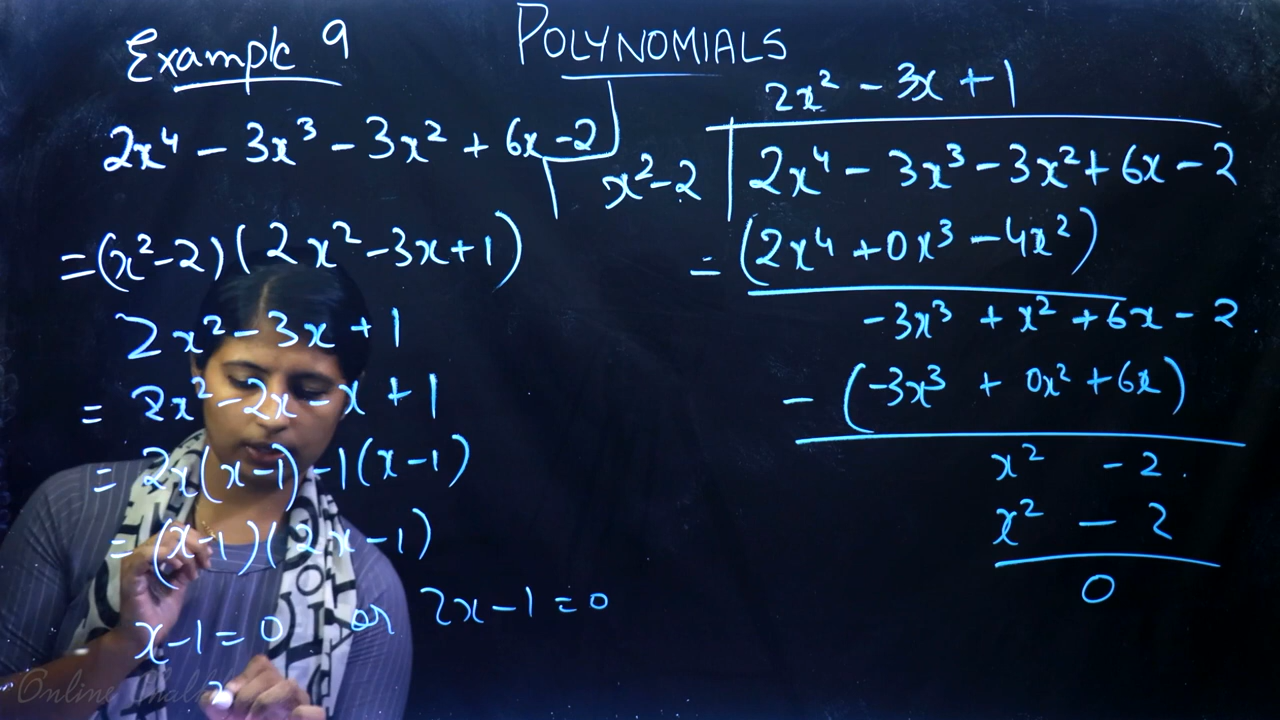 Example 9
POLYNOMIALS
2x⁴ - 3x³ - 3x² + 6x - 2
= (x²-2)(2x² - 3x + 1)
2x² - 3x + 1
= 2x² - 2x - x + 1
= 2x(x-1) - 1(x-1)
= (x-1)(2x-1)
x-1 = 0 or 2x-1 = 0
2x² - 3x + 1
x²-2 | 2x⁴ - 3x³ - 3x² + 6x - 2
- (2x⁴ + 0x³ - 4x²)
-3x³ + x² + 6x - 2.
- (-3x³ + 0x² + 6x)
x² - 2.
x² - 2
0
Online